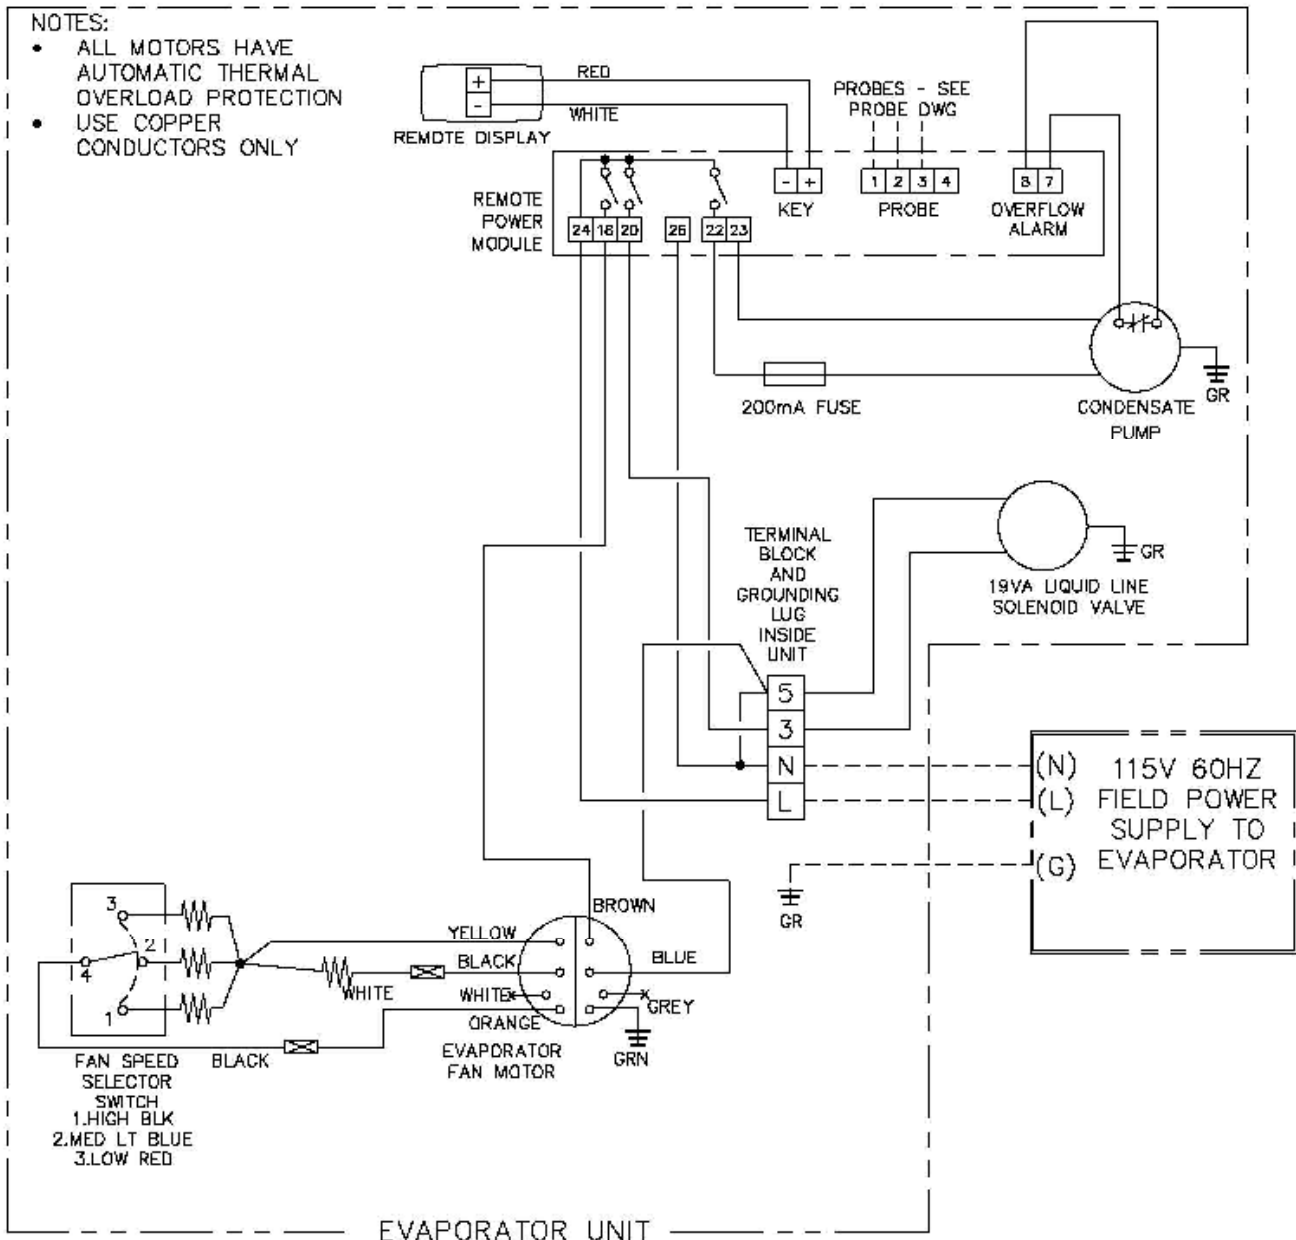 NOTES:
• ALL MOTORS HAVE
AUTOMATIC THERMAL
OVERLOAD PROTECTION
• USE COPPER
CONDUCTORS ONLY
+
-
REMOTE DISPLAY
RED
WHITE
PROBES - SEE
PROBE DWG
REMOTE
POWER
MODULE
24 18 20 26 22 23
- +
KEY
1 2 3 4
PROBE
8 7
OVERFLOW
ALARM
200mA FUSE
CONDENSATE
PUMP
GR
TERMINAL
BLOCK
AND
GROUNDING
LUG
INSIDE
UNIT
5
3
N
L
GR
19VA LIQUID LINE
SOLENOID VALVE
(N)
(L)
(G)
115V 60HZ
FIELD POWER
SUPPLY TO
EVAPORATOR
GR
3
2
4
1
FAN SPEED
SELECTOR
SWITCH
1.HIGH BLK
2.MED LT BLUE
3.LOW RED
BLACK
WHITE
YELLOW
BLACK
WHITE
ORANGE
BROWN
BLUE
GREY
GRN
EVAPORATOR
FAN MOTOR
EVAPORATOR UNIT